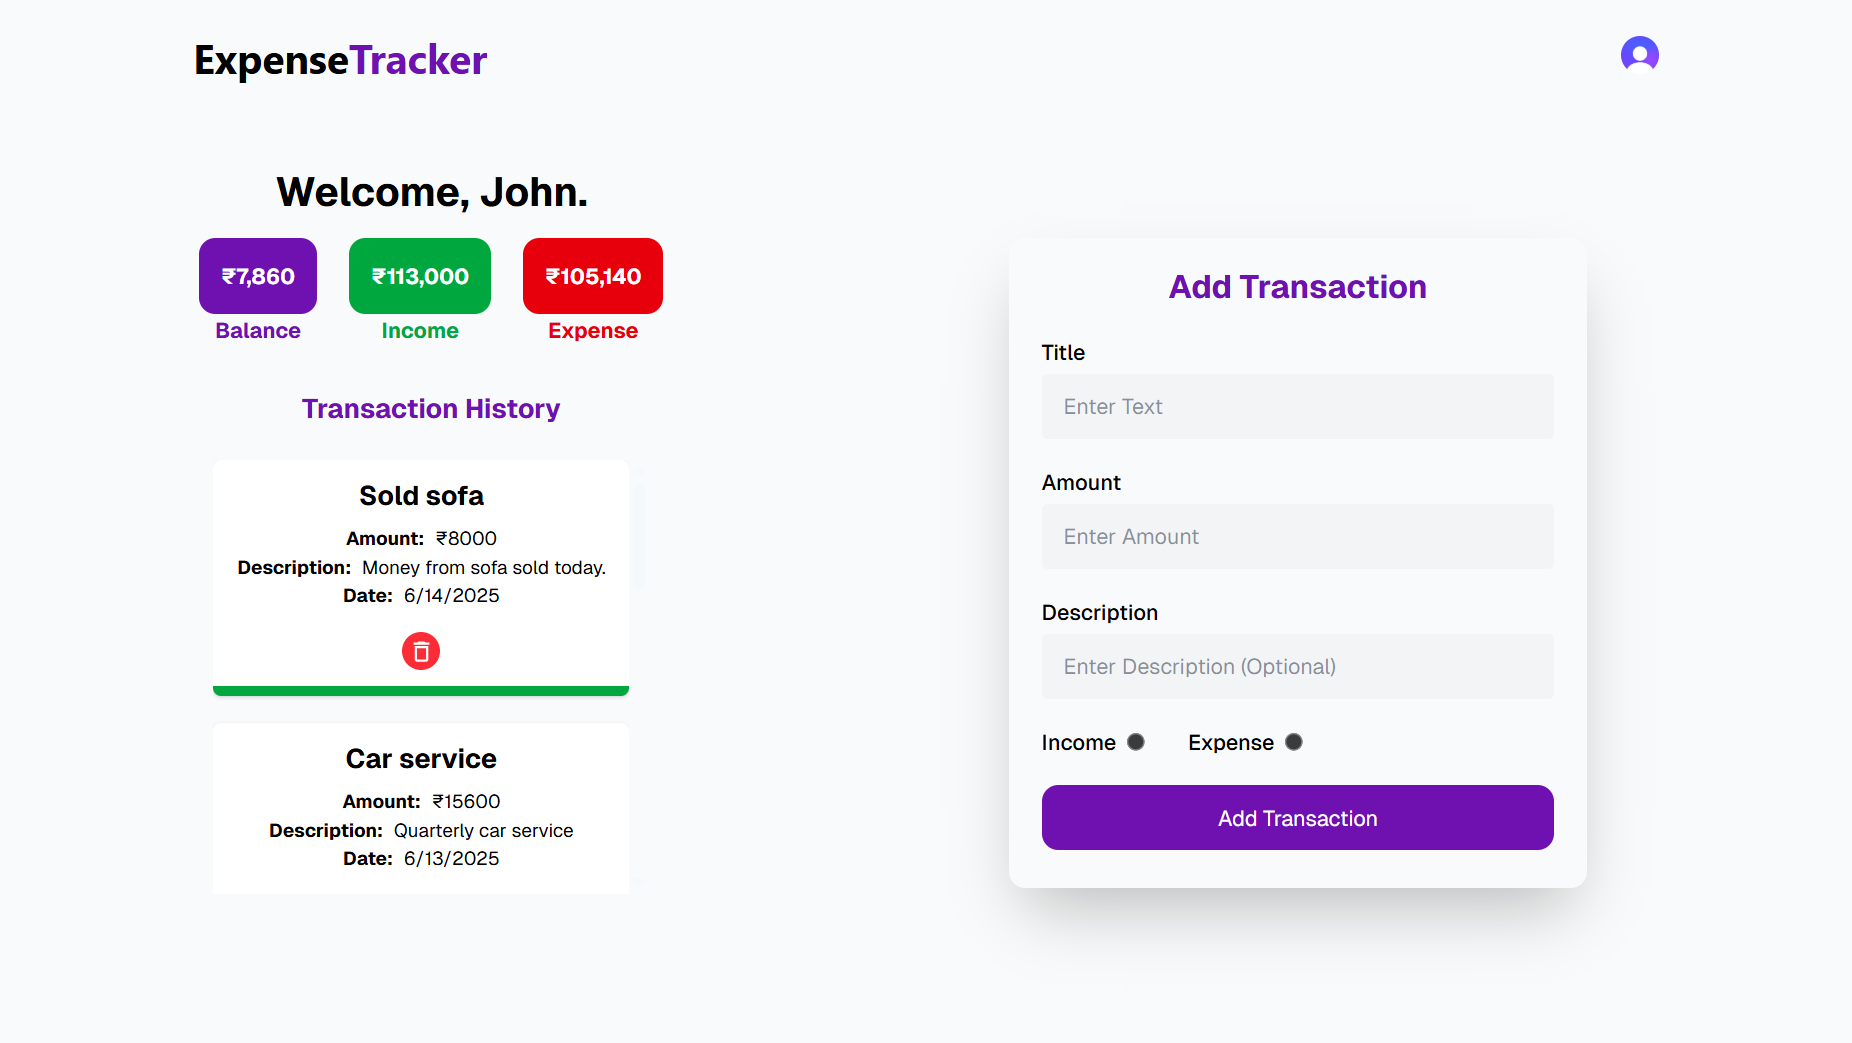 ExpenseTracker
Welcome, John.
₹7,860
₹113,000
₹105,140
Balance
Income
Expense
Transaction History
Sold sofa
Amount: ₹8000
Description: Money from sofa sold today.
Date: 6/14/2025
Car service
Amount: ₹15600
Description: Quarterly car service
Date: 6/13/2025
Add Transaction
Title
Enter Text
Amount
Enter Amount
Description
Enter Description (Optional)
Income
Expense
Add Transaction